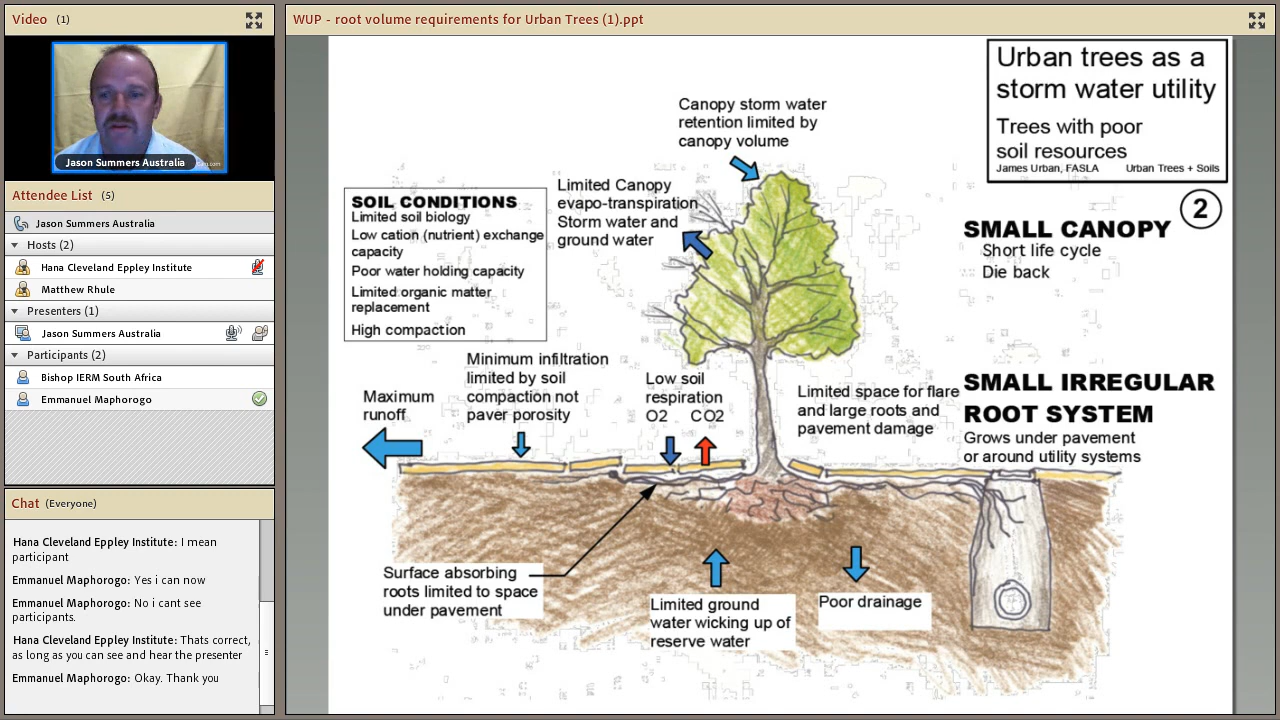 Video (1)
Jason Summers Australia
Attendee List (5)
Jason Summers Australia
Hosts (2)
Hana Cleveland Eppley Institute
Matthew Rhule
Presenters (1)
Jason Summers Australia
Participants (2)
Bishop IERM South Africa
Emmanuel Maphorogo
Chat (Everyone)
Hana Cleveland Eppley Institute: I mean
participant
Emmanuel Maphorogo: Yes i can now
Emmanuel Maphorogo: No i cant see
participants.
Hana Cleveland Eppley Institute: Thats correct,
as long as you can see and hear the presenter
Emmanuel Maphorogo: Okay. Thank you
WUP - root volume requirements for Urban Trees (1).ppt
Urban trees as a
storm water utility
Trees with poor
soil resources
James Urban, FASLA Urban Trees + Soils
2
Canopy storm water
retention limited by
canopy volume
Limited Canopy
evapo-transpiration
Storm water and
ground water
SOIL CONDITIONS
Limited soil biology
Low cation (nutrient) exchange
capacity
Poor water holding capacity
Limited organic matter
replacement
High compaction
SMALL CANOPY
Short life cycle
Die back
Maximum
runoff
Minimum infiltration
limited by soil
compaction not
paver porosity
Low soil
respiration
O2 CO2
Limited space for flare
and large roots and
pavement damage
SMALL IRREGULAR
ROOT SYSTEM
Grows under pavement
or around utility systems
Surface absorbing
roots limited to space
under pavement
Limited ground
water wicking up of
reserve water
Poor drainage